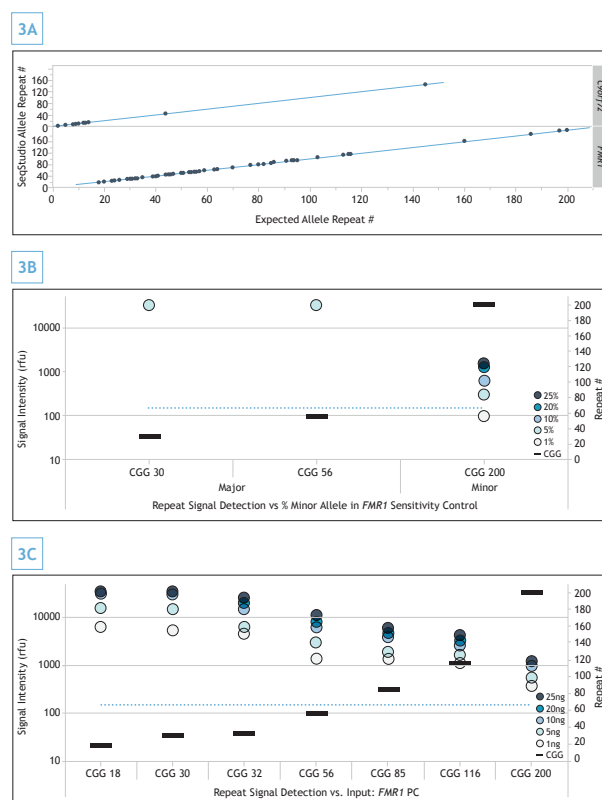 3A
SeqStudio Allele Repeat #
160
120
80
40
0
C9orf72
160
120
80
40
0
FMR1
0 20 40 60 80 100 120 140 160 180 200
Expected Allele Repeat #
3B
Signal Intensity (rfu)
10000
1000
100
10
200
180
160
140
120
100
80
60
40
20
0
Repeat #
25%
20%
10%
5%
1%
CGG
CGG 30 CGG 56 CGG 200
Major Minor
Repeat Signal Detection vs % Minor Allele in FMR1 Sensitivity Control
3C
Signal Intensity (rfu)
10000
1000
100
10
200
180
160
140
120
100
80
60
40
20
0
Repeat #
25ng
20ng
10ng
5ng
1ng
CGG
CGG 18 CGG 30 CGG 32 CGG 56 CGG 85 CGG 116 CGG 200
Repeat Signal Detection vs. Input: FMR1 PC